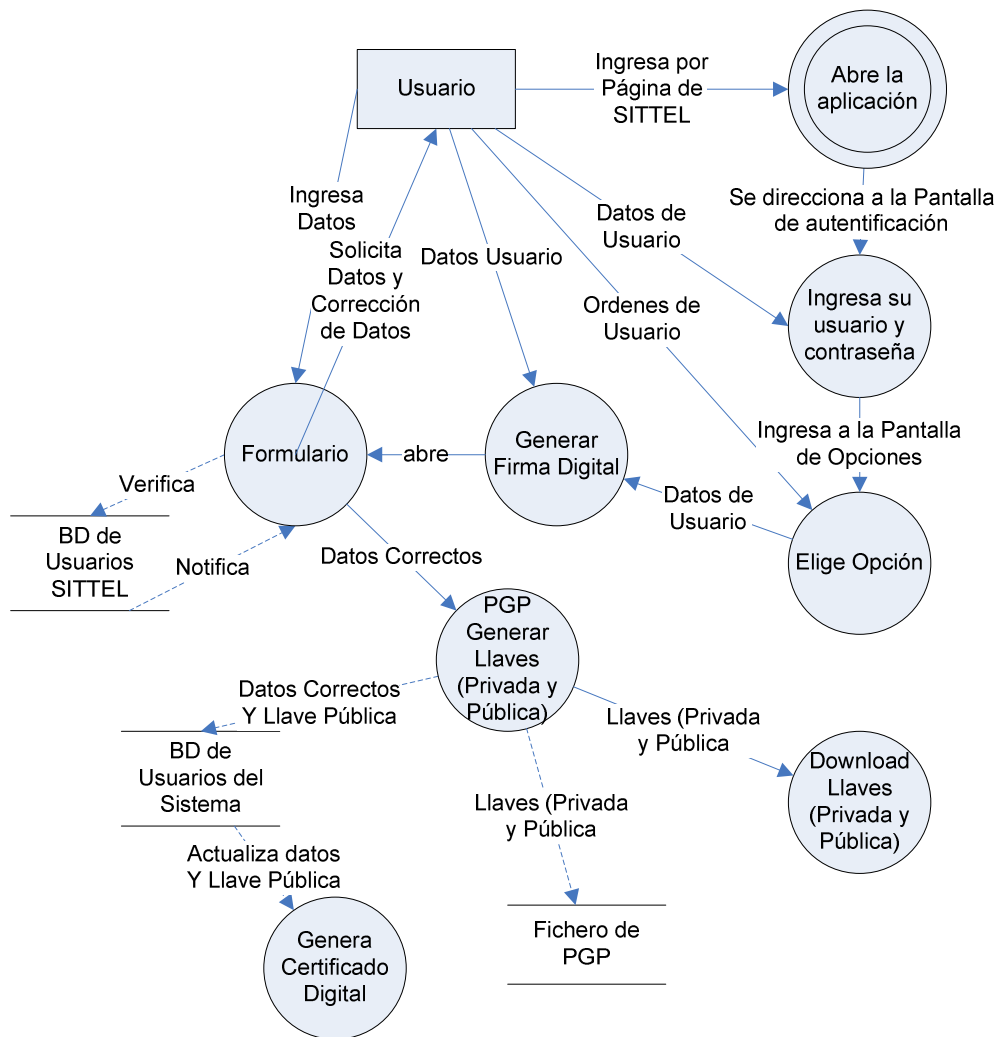 Usuario
Ingresa por
Página de
SITTEL
Abre la
aplicación
Ingresa
Datos
Solicita
Datos y
Corrección
de Datos
Datos Usuario
Datos de
Usuario
Ordenes de
Usuario
Se direcciona a la Pantalla
de autentificación
Ingresa su
usuario y
contraseña
Ingresa a la Pantalla
de Opciones
Formulario
abre
Generar
Firma Digital
Datos de
Usuario
Elige Opción
Verifica
BD de
Usuarios
SITTEL
Notifica
Datos Correctos
PGP
Generar
Llaves
(Privada y
Pública)
Datos Correctos
Y Llave Pública
Llaves (Privada
y Pública
BD de
Usuarios del
Sistema
Llaves (Privada
y Pública
Download
Llaves
(Privada y
Pública)
Actualiza datos
Y Llave Pública
Genera
Certificado
Digital
Fichero de
PGP